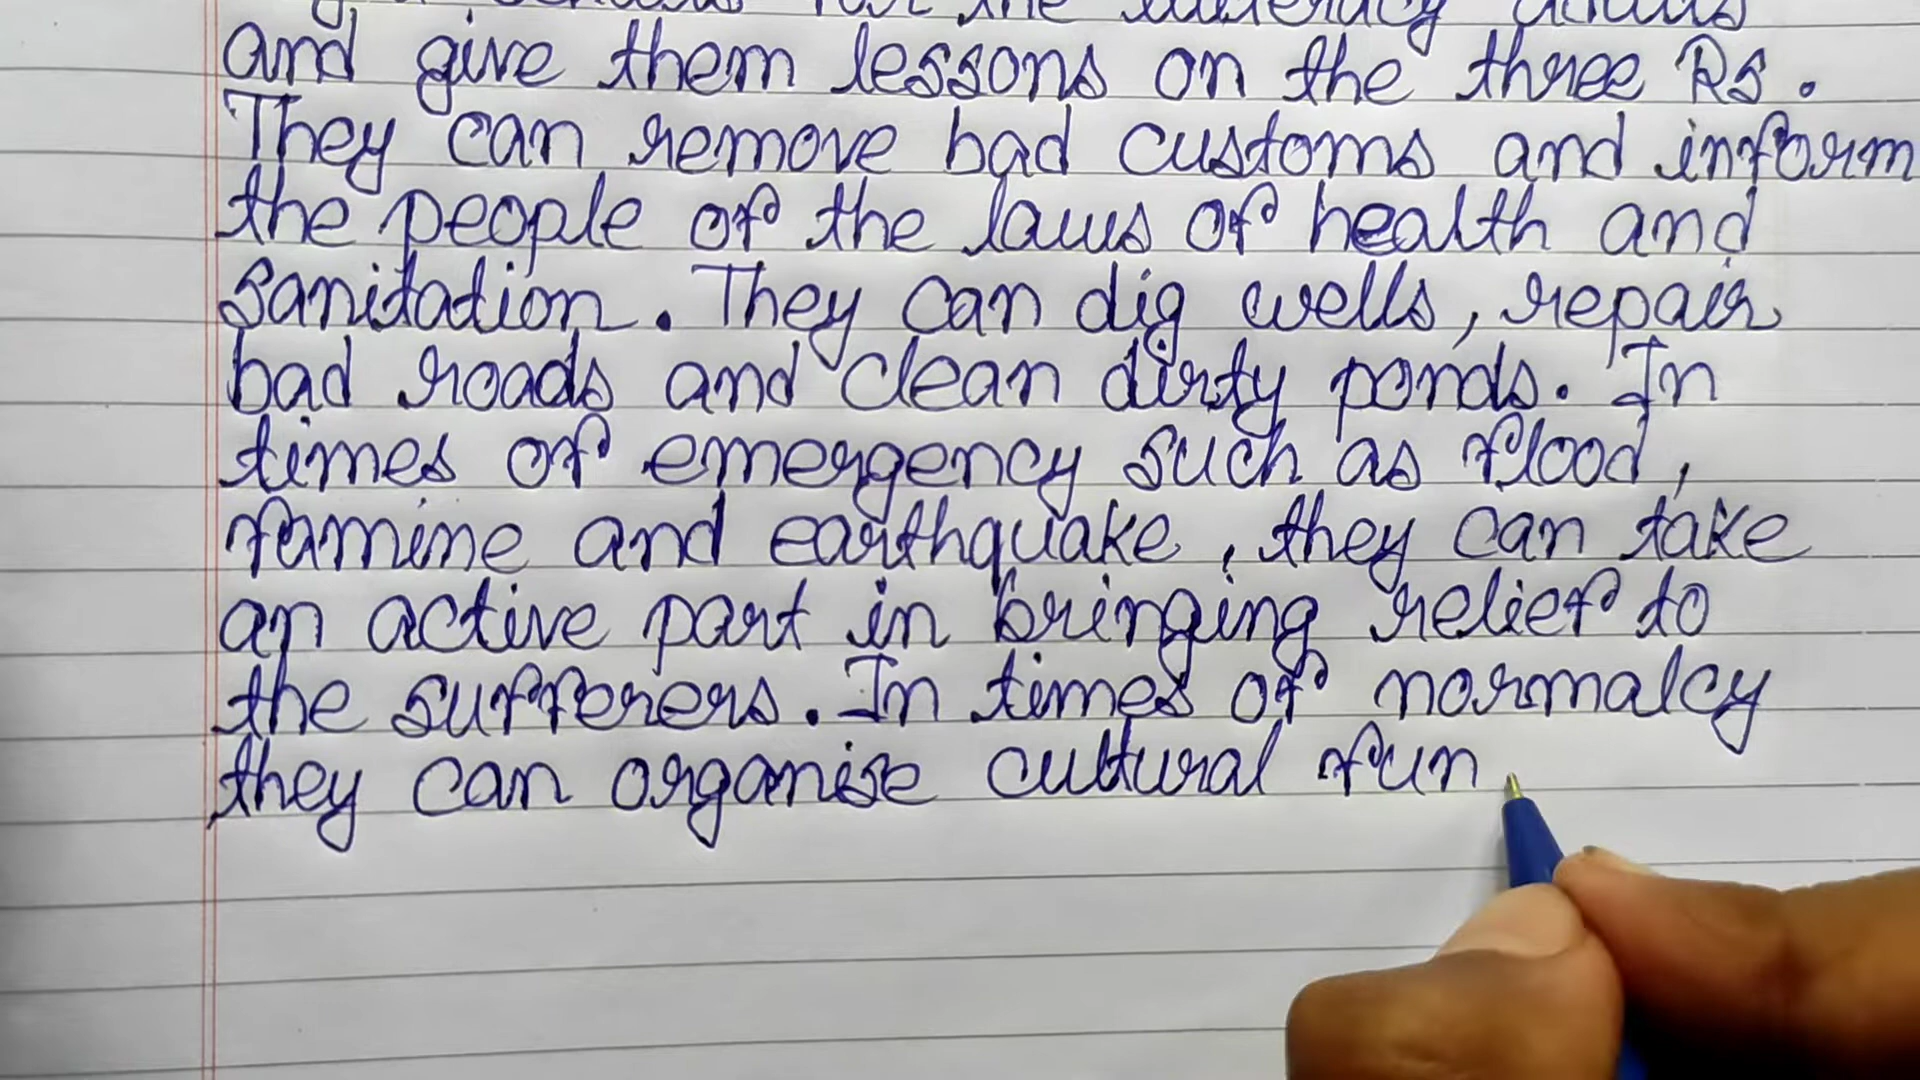 for the literacy
and give them lessons on the three Rs.
They can remove bad customs and inform
the people of the laws of health and
sanitation. They can dig wells, repair
bad roads and clean dirty ponds. In
times of emergency such as flood,
famine and earthquake, they can take
an active part in bringing relief to
the sufferers. In times of normalcy
they can organise cultural fun